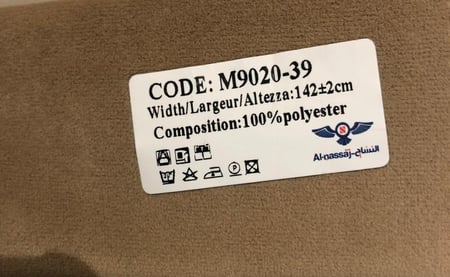 CODE: M9020-39
Width/Largeur/Altezza:142±2cm
Composition:100%polyester
S
Al-nassaj-النساج
P